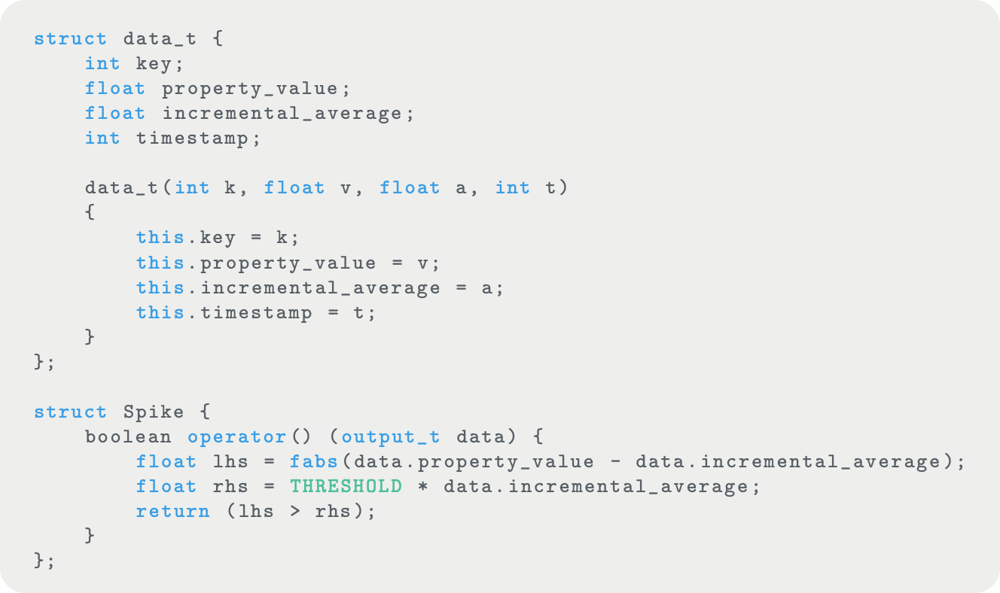 struct data_t {
    int key;
    float property_value;
    float incremental_average;
    int timestamp;

    data_t(int k, float v, float a, int t)
    {
        this.key = k;
        this.property_value = v;
        this.incremental_average = a;
        this.timestamp = t;
    }
};

struct Spike {
    boolean operator() (output_t data) {
        float lhs = fabs(data.property_value - data.incremental_average);
        float rhs = THRESHOLD * data.incremental_average;
        return (lhs > rhs);
    }
};